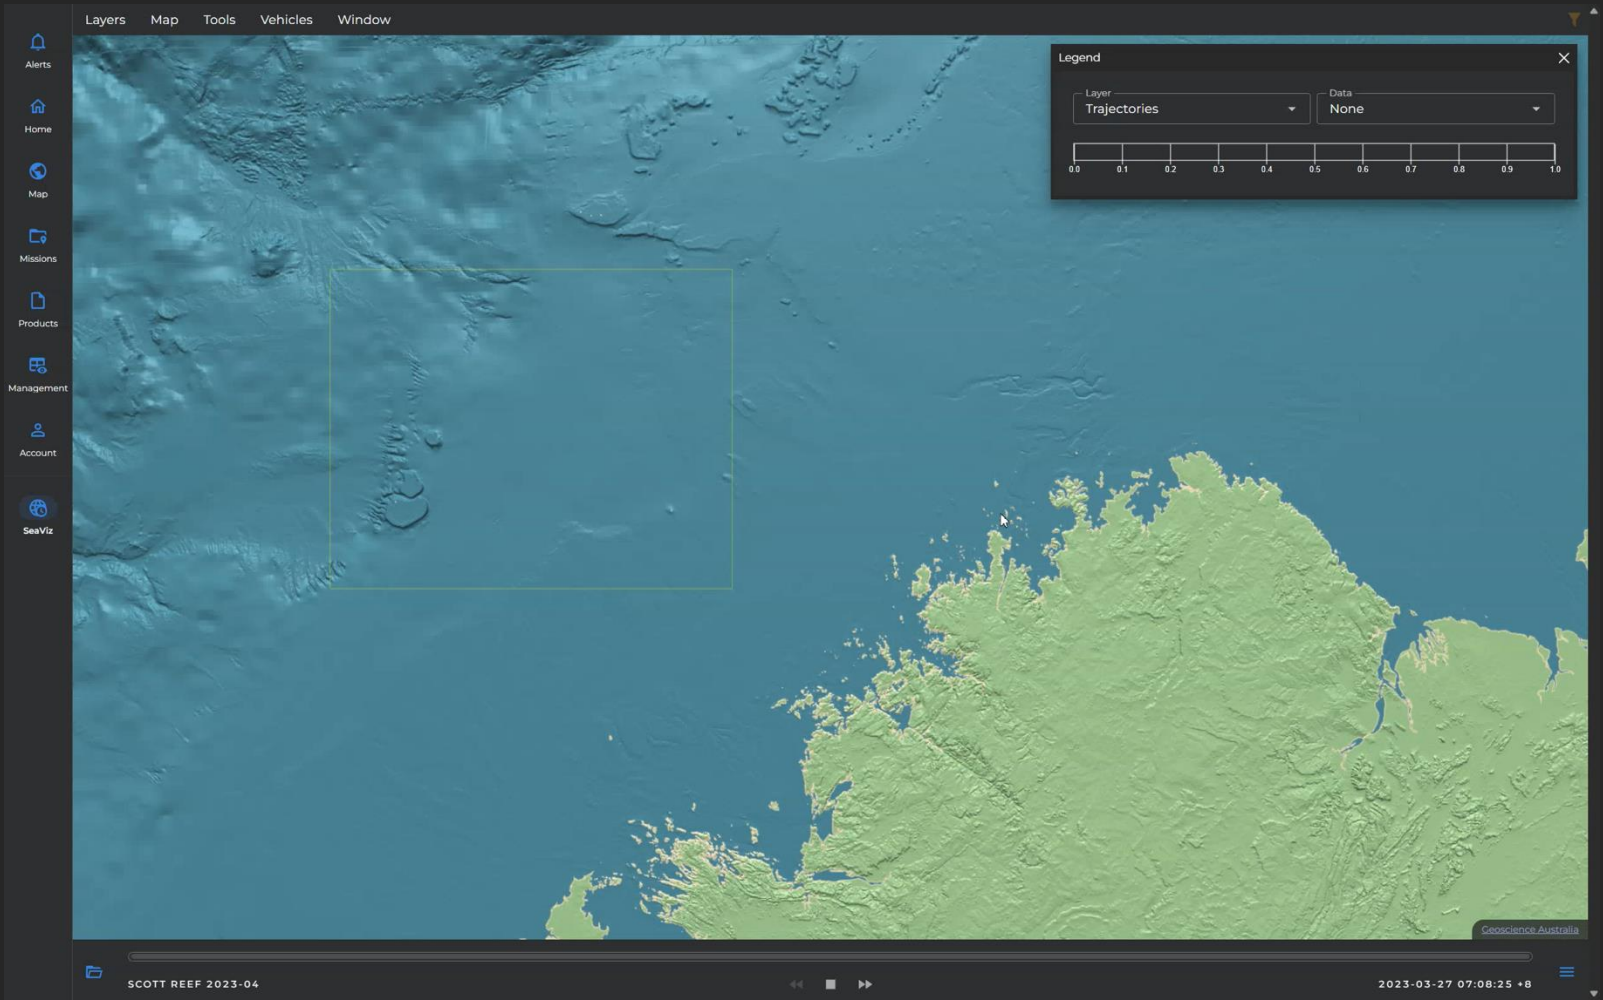 Layers Map Tools Vehicles Window
Alerts
Home
Map
Missions
Products
Management
Account
SeaViz
Legend
Layer
Trajectories
Data
None
0.0 0.1 0.2 0.3 0.4 0.5 0.6 0.7 0.8 0.9 1.0
Geoscience Australia
SCOTT REEF 2023-04
2023-03-27 07:08:25 +8